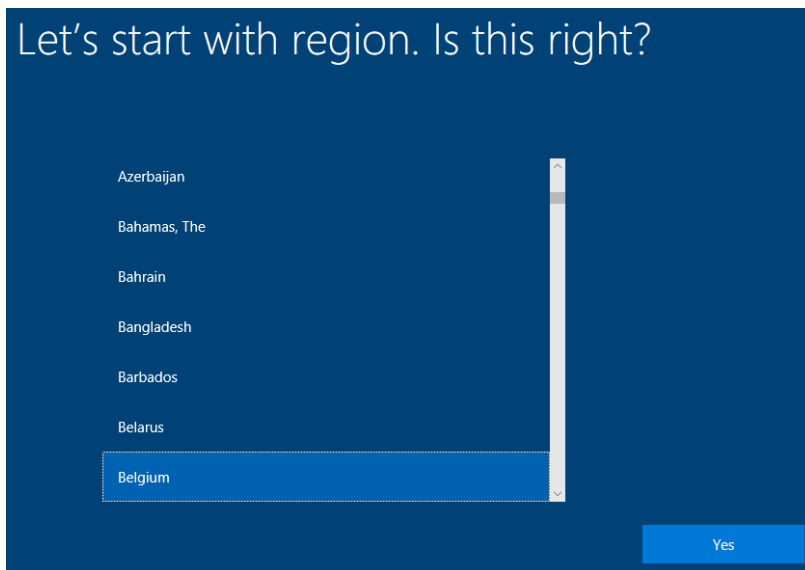 Let's start with region. Is this right?
Azerbaijan
Bahamas, The
Bahrain
Bangladesh
Barbados
Belarus
Belgium
Yes